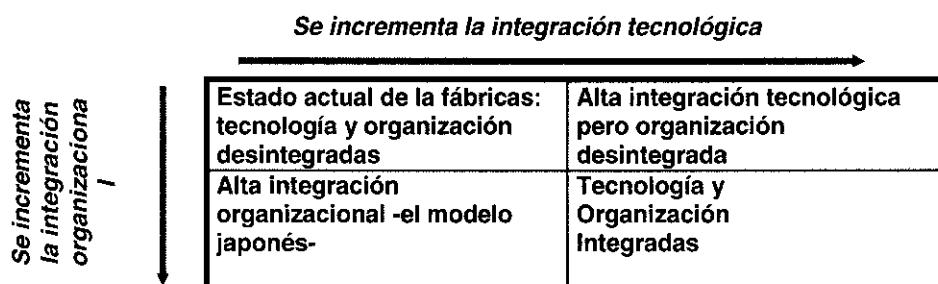 Se incrementa la integración tecnológica
Se incrementa
la integración
organizaciona
l
Estado actual de la fábricas:
tecnología y organización
desintegradas
Alta integración tecnológica
pero organización
desintegrada
Alta integración
organizacional -el modelo
japonés-
Tecnología y
Organización
Integradas